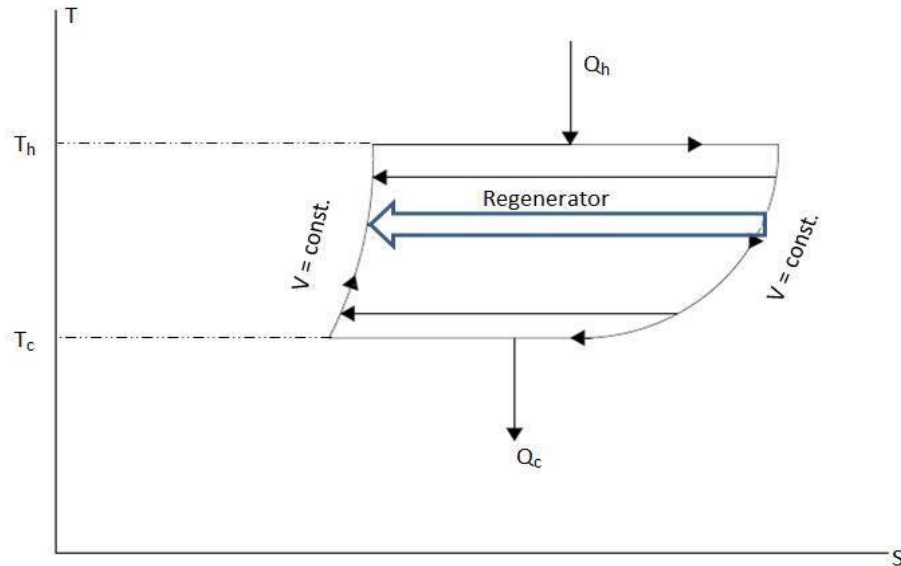 T
Qh
Th
Regenerator
V = const.
V = const.
Tc
Qc
S